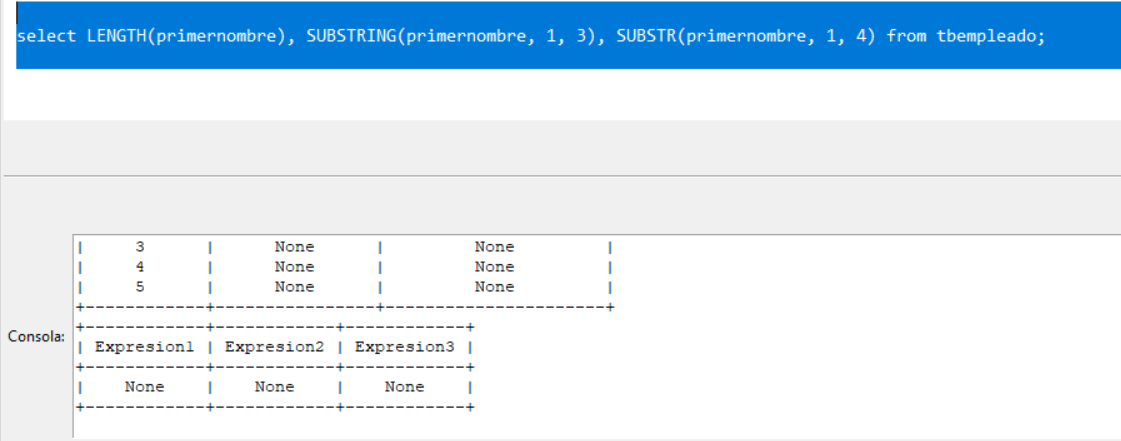 select LENGTH(primernombre), SUBSTRING(primernombre, 1, 3), SUBSTR(primernombre, 1, 4) from tbempleado;
|      3      |      None      |      None      |
|      4      |      None      |      None      |
|      5      |      None      |      None      |
+------------+----------------+----------------------+
Consola:
+------------+------------+------------+
| Expresion1 | Expresion2 | Expresion3 |
+------------+------------+------------+
|    None    |    None    |    None    |
+------------+------------+------------+